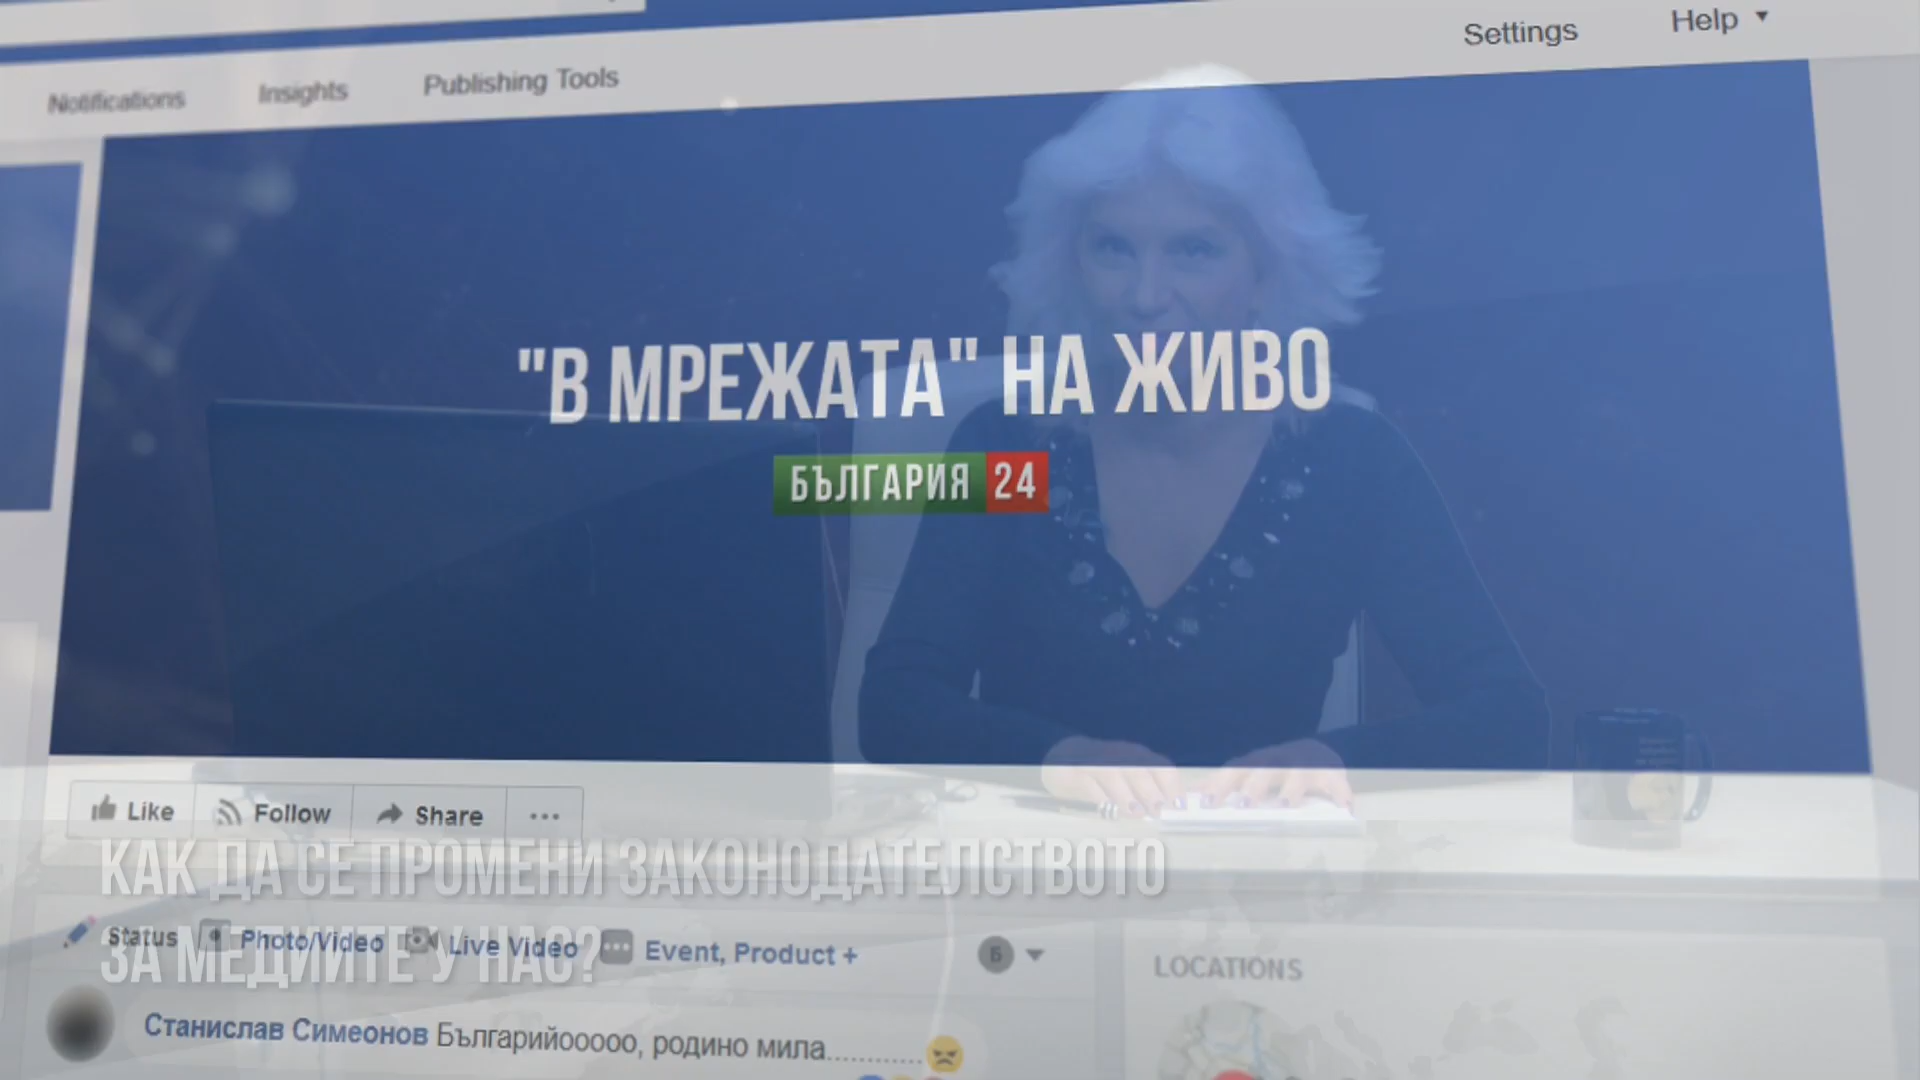 Settings
Help
Notifications
Insights
Publishing Tools
"В МРЕЖАТА" НА ЖИВО
БЪЛГАРИЯ 24
Like
Follow
Share
КАК ДА СЕ ПРОМЕНИ ЗАКОНОДАТЕЛСТВОТО
ЗА МЕДИИТЕ У НАС?
Status
Photo/Video
Live Video
Event, Product +
Б
LOCATIONS
Станислав Симеонов Българийооооо, родино мила............